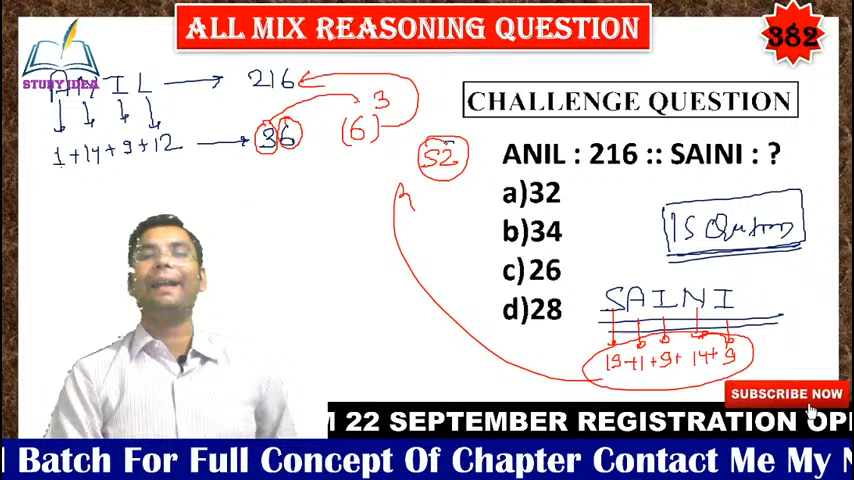 ALL MIX REASONING QUESTION
382
STUDY IDEA
A N I L → 216
1+14+9+12 → 36 (6)3
52
CHALLENGE QUESTION
ANIL : 216 :: SAINI : ?
a)32
b)34
c)26
d)28
15 Question
SAINI
19+1+9+14+9
SUBSCRIBE NOW
22 SEPTEMBER REGISTRATION OP
Batch For Full Concept Of Chapter Contact Me My